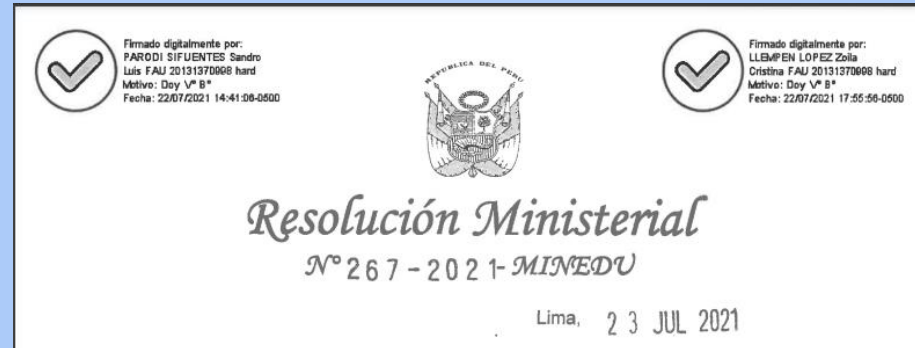 Firmado digitalmente por:
PARODI SIFUENTES Sandro
Luis FAU 20131370998 hard
Motivo: Doy V° B°
Fecha: 22/07/2021 14:41:06-0500
REPUBLICA DEL PERU
Firmado digitalmente por:
LLEMPEN LOPEZ Zoila
Cristina FAU 20131370998 hard
Motivo: Doy V° B°
Fecha: 22/07/2021 17:55:56-0500
Resolución Ministerial
N° 267-2021-MINEDU
Lima, 23 JUL 2021